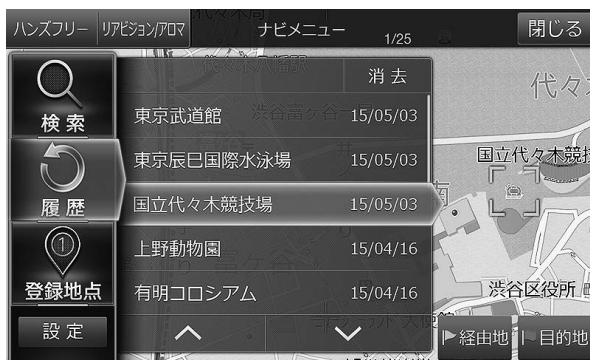 ハンズフリー
リアビジョン/アロマ
ナビメニュー
1/25
閉じる
検索
履歴
登録地点
設定
消去
東京武道館 15/05/03
東京辰巳国際水泳場 15/05/03
国立代々木競技場 15/05/03
上野動物園 15/04/16
有明コロシアム 15/04/16
代々
国立代々木競技
渋谷区役所
経由地
目的地